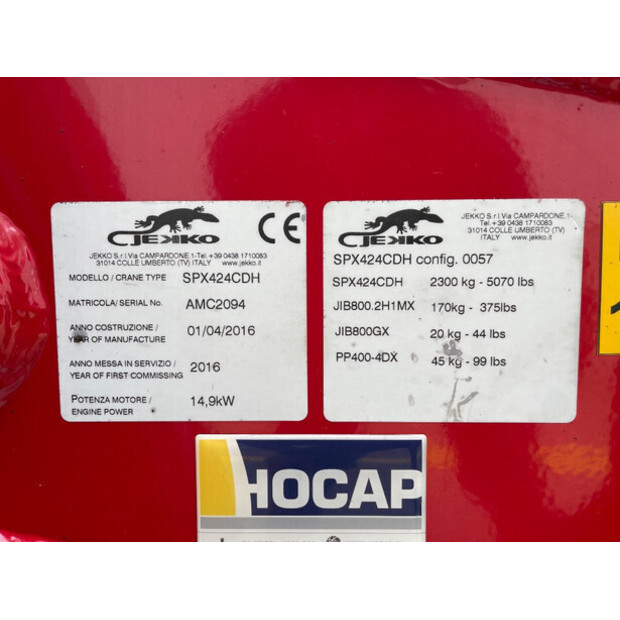 JEKKO
CE
JEKKO S.r.l Via CAMPARDONE,1-Tel:+39 0438 1710083
31014 COLLE UMBERTO (TV) ITALY www.jekko.it
MODELLO / CRANE TYPE SPX424CDH
MATRICOLA/ SERIAL No. AMC2094
ANNO COSTRUZIONE / 01/04/2016
YEAR OF MANUFACTURE
ANNO MESSA IN SERVIZIO / 2016
YEAR OF FIRST COMMISSING
POTENZA MOTORE / 14,9kW
ENGINE POWER
JEKKO
JEKKO S.r.l Via CAMPARDONE,1-
Tel:+39 0438 1710083
31014 COLLE UMBERTO (TV)
ITALY www.jekko.it
SPX424CDH config. 0057
SPX424CDH 2300 kg - 5070 lbs
JIB800.2H1MX 170kg - 375lbs
JIB800GX 20 kg - 44 lbs
PP400-4DX 45 kg - 99 lbs
HOCAP